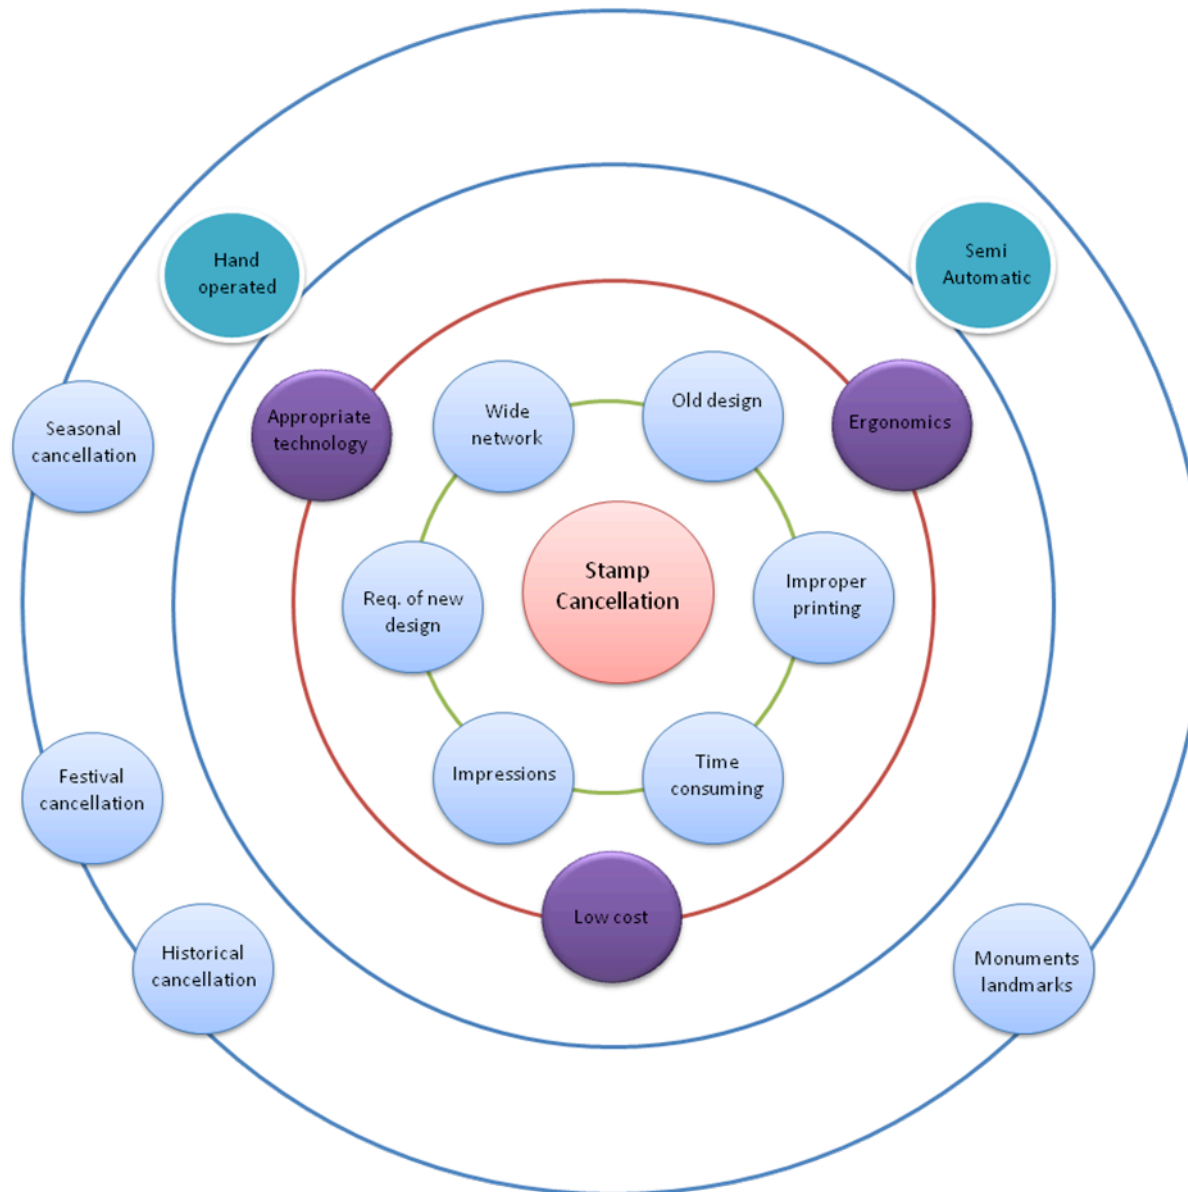 Hand
operated
Semi
Automatic
Seasonal
cancellation
Appropriate
technology
Wide
network
Old design
Ergonomics
Req. of new
design
Stamp
Cancellation
Improper
printing
Festival
cancellation
Impressions
Time
consuming
Low cost
Historical
cancellation
Monuments
landmarks